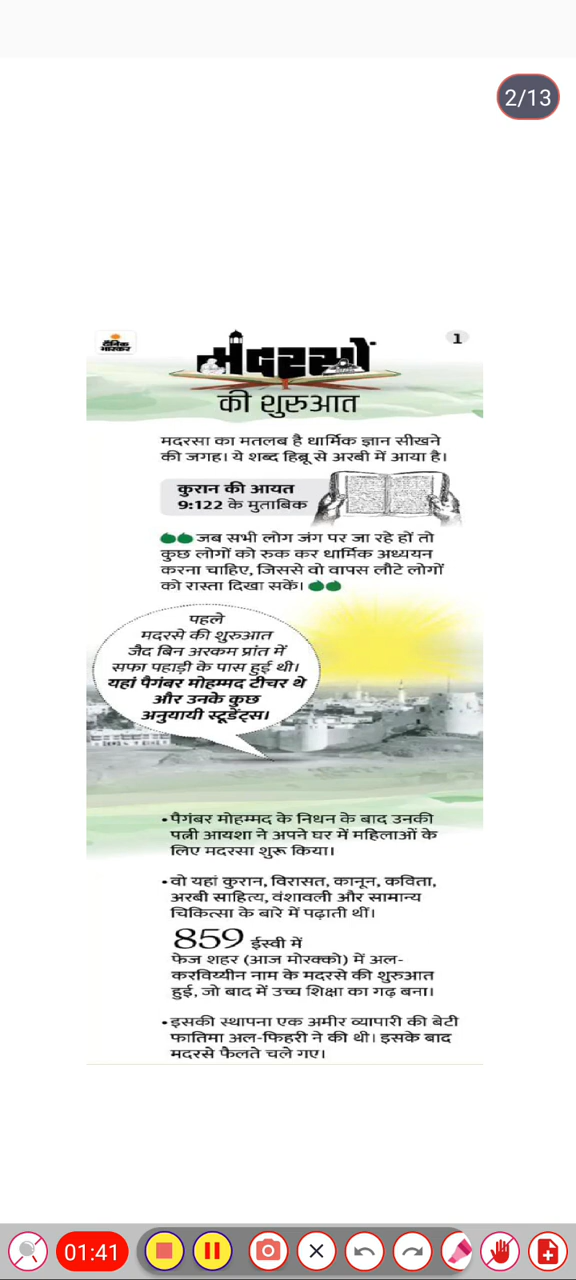 2/13
दैनिक
भास्कर
1
मदरसों
की शुरुआत
मदरसा का मतलब है धार्मिक ज्ञान सीखने
की जगह। ये शब्द हिब्रू से अरबी में आया है।
कुरान की आयत
9:122 के मुताबिक
जब सभी लोग जंग पर जा रहे हों तो
कुछ लोगों को रुक कर धार्मिक अध्ययन
करना चाहिए, जिससे वो वापस लौटे लोगों
को रास्ता दिखा सकें।
पहले
मदरसे की शुरुआत
जैद बिन अरकम प्रांत में
सफा पहाड़ी के पास हुई थी।
यहां पैगंबर मोहम्मद टीचर थे
और उनके कुछ
अनुयायी स्टूडेंट्स।
•पैगंबर मोहम्मद के निधन के बाद उनकी
पत्नी आयशा ने अपने घर में महिलाओं के
लिए मदरसा शुरू किया।
•वो यहां कुरान, विरासत, कानून, कविता,
अरबी साहित्य, वंशावली और सामान्य
चिकित्सा के बारे में पढ़ाती थीं।
859 ईस्वी में
फेज शहर (आज मोरक्को) में अल-
करविय्यीन नाम के मदरसे की शुरुआत
हुई, जो बाद में उच्च शिक्षा का गढ़ बना।
•इसकी स्थापना एक अमीर व्यापारी की बेटी
फातिमा अल-फिहरी ने की थी। इसके बाद
मदरसे फैलते चले गए।
01:41